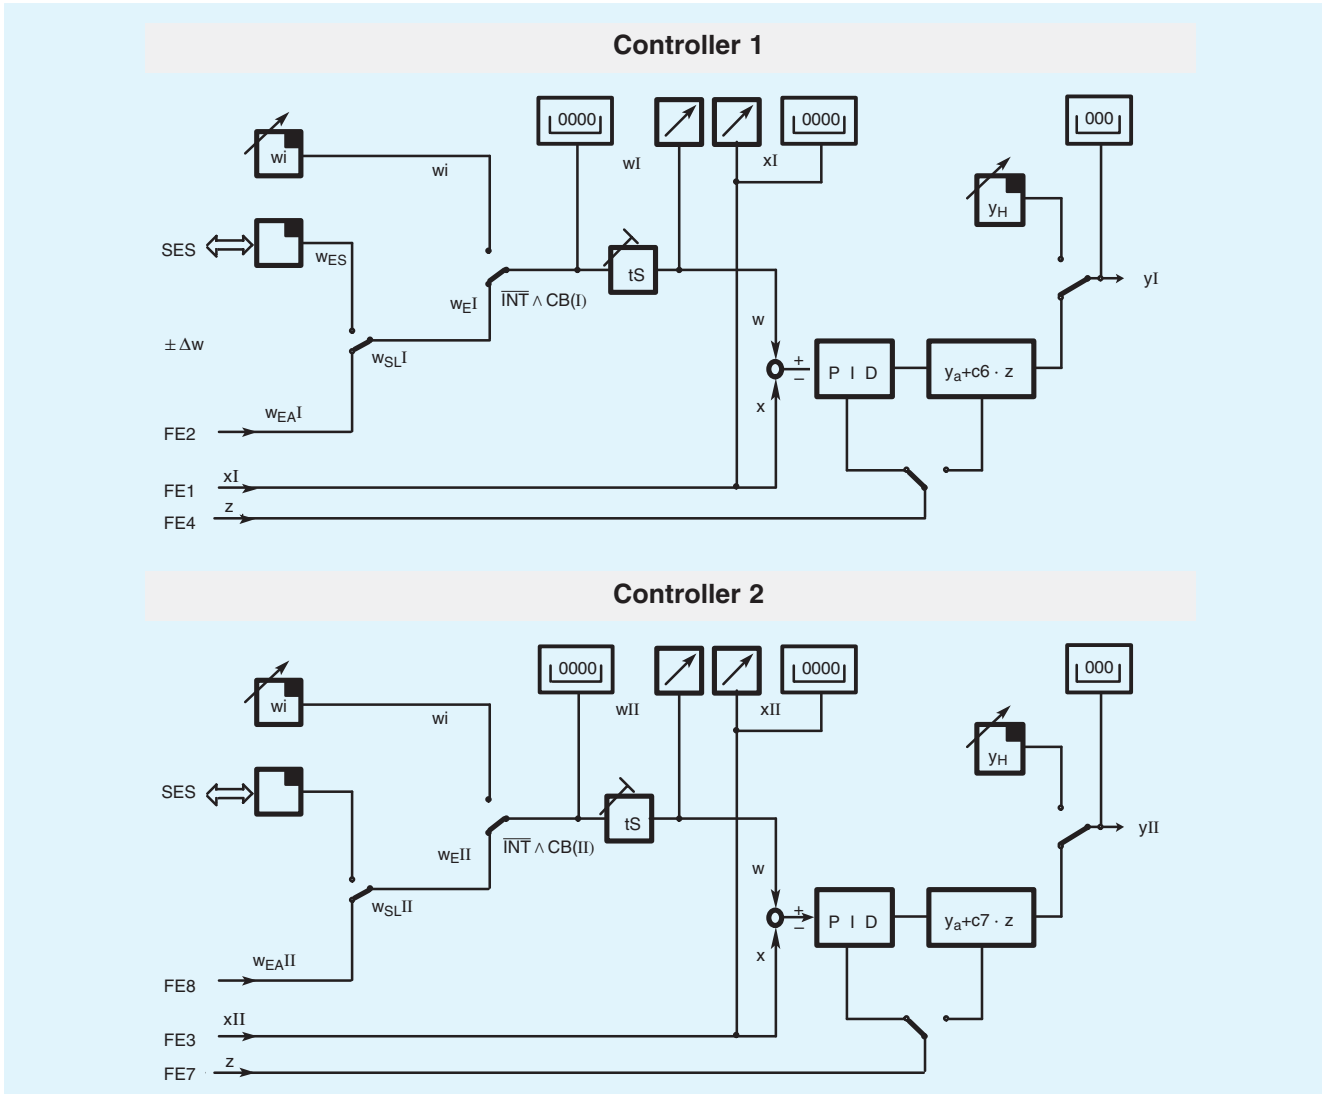 Controller 1
0000
0000
000
wi
wi
wI
xI
yH
SES
wES
tS
yI
wEI
INT ∧ CB(I)
± Δw
wSLI
w
+
−
P I D
ya+c6 · z
x
wEAI
FE2
xI
FE1
z
FE4
Controller 2
0000
0000
000
wi
wi
wII
xII
yH
SES
tS
yII
wEII
INT ∧ CB(II)
wSLII
w
+
−
P I D
ya+c7 · z
x
wEAII
FE8
xII
FE3
z
FE7